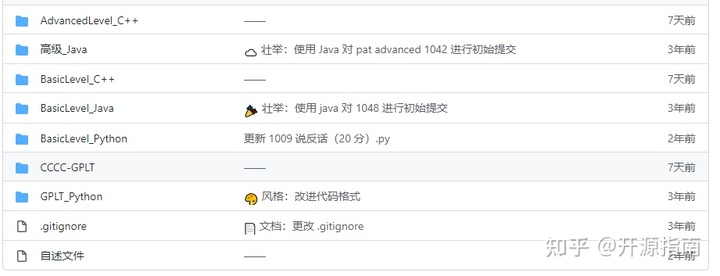 AdvancedLevel_C++ —— 7天前
高级_Java 壮举：使用 Java 对 pat advanced 1042 进行初始提交 3年前
BasicLevel_C++ —— 7天前
BasicLevel_Java 壮举：使用 java 对 1048 进行初始提交 3年前
BasicLevel_Python 更新 1009 说反话（20 分）.py 2年前
CCCC-GPLT —— 7天前
GPLT_Python 风格：改进代码格式 3年前
.gitignore 文档：更改 .gitignore 3年前
自述文件 —— 2年前
知乎 @开源指南